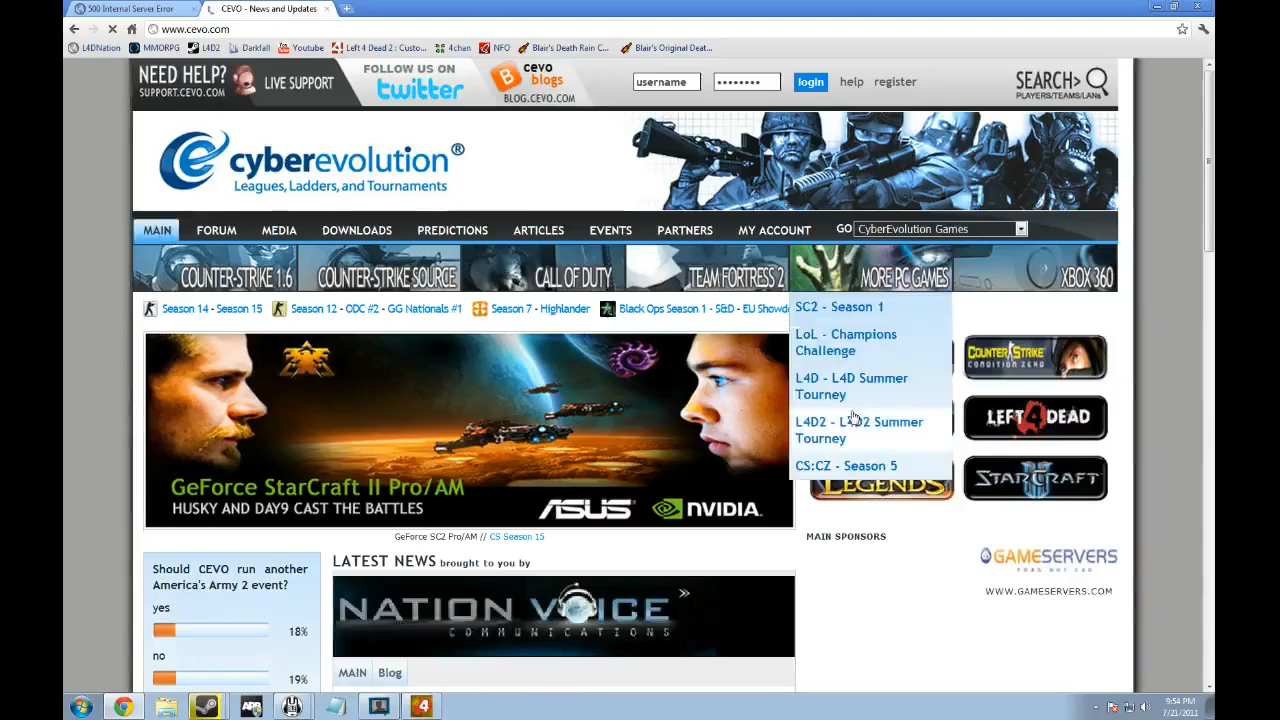 500 Internal Server Error
CEVO - News and Updates
www.cevo.com
L4DNation MMORPG L4D2 Darkfall Youtube Left 4 Dead 2 : Custo... 4chan NFO Blair's Death Rain C... Blair's Original Deat...
NEED HELP?
SUPPORT.CEVO.COM
LIVE SUPPORT
FOLLOW US ON
twitter
cevo
blogs
BLOG.CEVO.COM
username
login
help
register
SEARCH>
PLAYERS/TEAMS/LANs
cyberevolution®
Leagues, Ladders, and Tournaments
MAIN FORUM MEDIA DOWNLOADS PREDICTIONS ARTICLES EVENTS PARTNERS MY ACCOUNT GO CyberEvolution Games
COUNTER-STRIKE 1.6 COUNTER-STRIKE SOURCE CALL OF DUTY TEAM FORTRESS 2 MORE PC GAMES XBOX 360
Season 14 - Season 15 Season 12 - ODC #2 - GG Nationals #1 Season 7 - Highlander Black Ops Season 1 - S&D - EU Showd
SC2 - Season 1
LoL - Champions
Challenge
L4D - L4D Summer
Tourney
L4D2 - L4D2 Summer
Tourney
CS:CZ - Season 5
COUNTER STRIKE
CONDITION ZERO
LEFT 4 DEAD
LEGENDS
STARCRAFT
GeForce StarCraft II Pro/AM
HUSKY AND DAY9 CAST THE BATTLES
ASUS NVIDIA.
GeForce SC2 Pro/AM // CS Season 15
MAIN SPONSORS
GAMESERVERS
WWW.GAMESERVERS.COM
Should CEVO run another
America's Army 2 event?
yes
18%
no
19%
LATEST NEWS brought to you by
NATION VOICE
COMMUNICATIONS
MAIN Blog
9:54 PM
7/21/2011